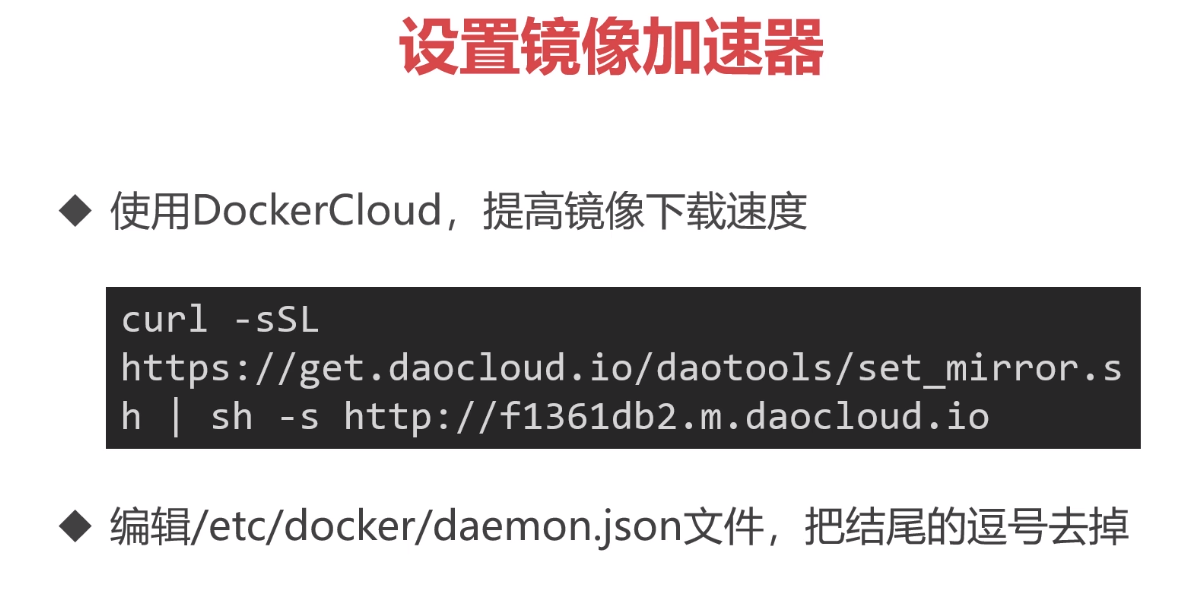 设置镜像加速器
◆ 使用DockerCloud，提高镜像下载速度
curl -sSL
https://get.daocloud.io/daotools/set_mirror.s
h | sh -s http://f1361db2.m.daocloud.io
◆ 编辑/etc/docker/daemon.json文件，把结尾的逗号去掉